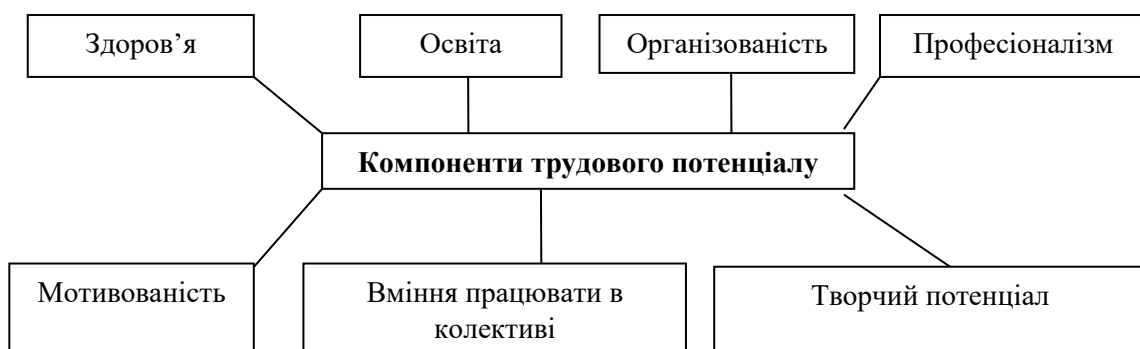 Здоров’я
Освіта
Організованість
Професіоналізм
Компоненти трудового потенціалу
Мотивованість
Вміння працювати в
колективі
Творчий потенціал